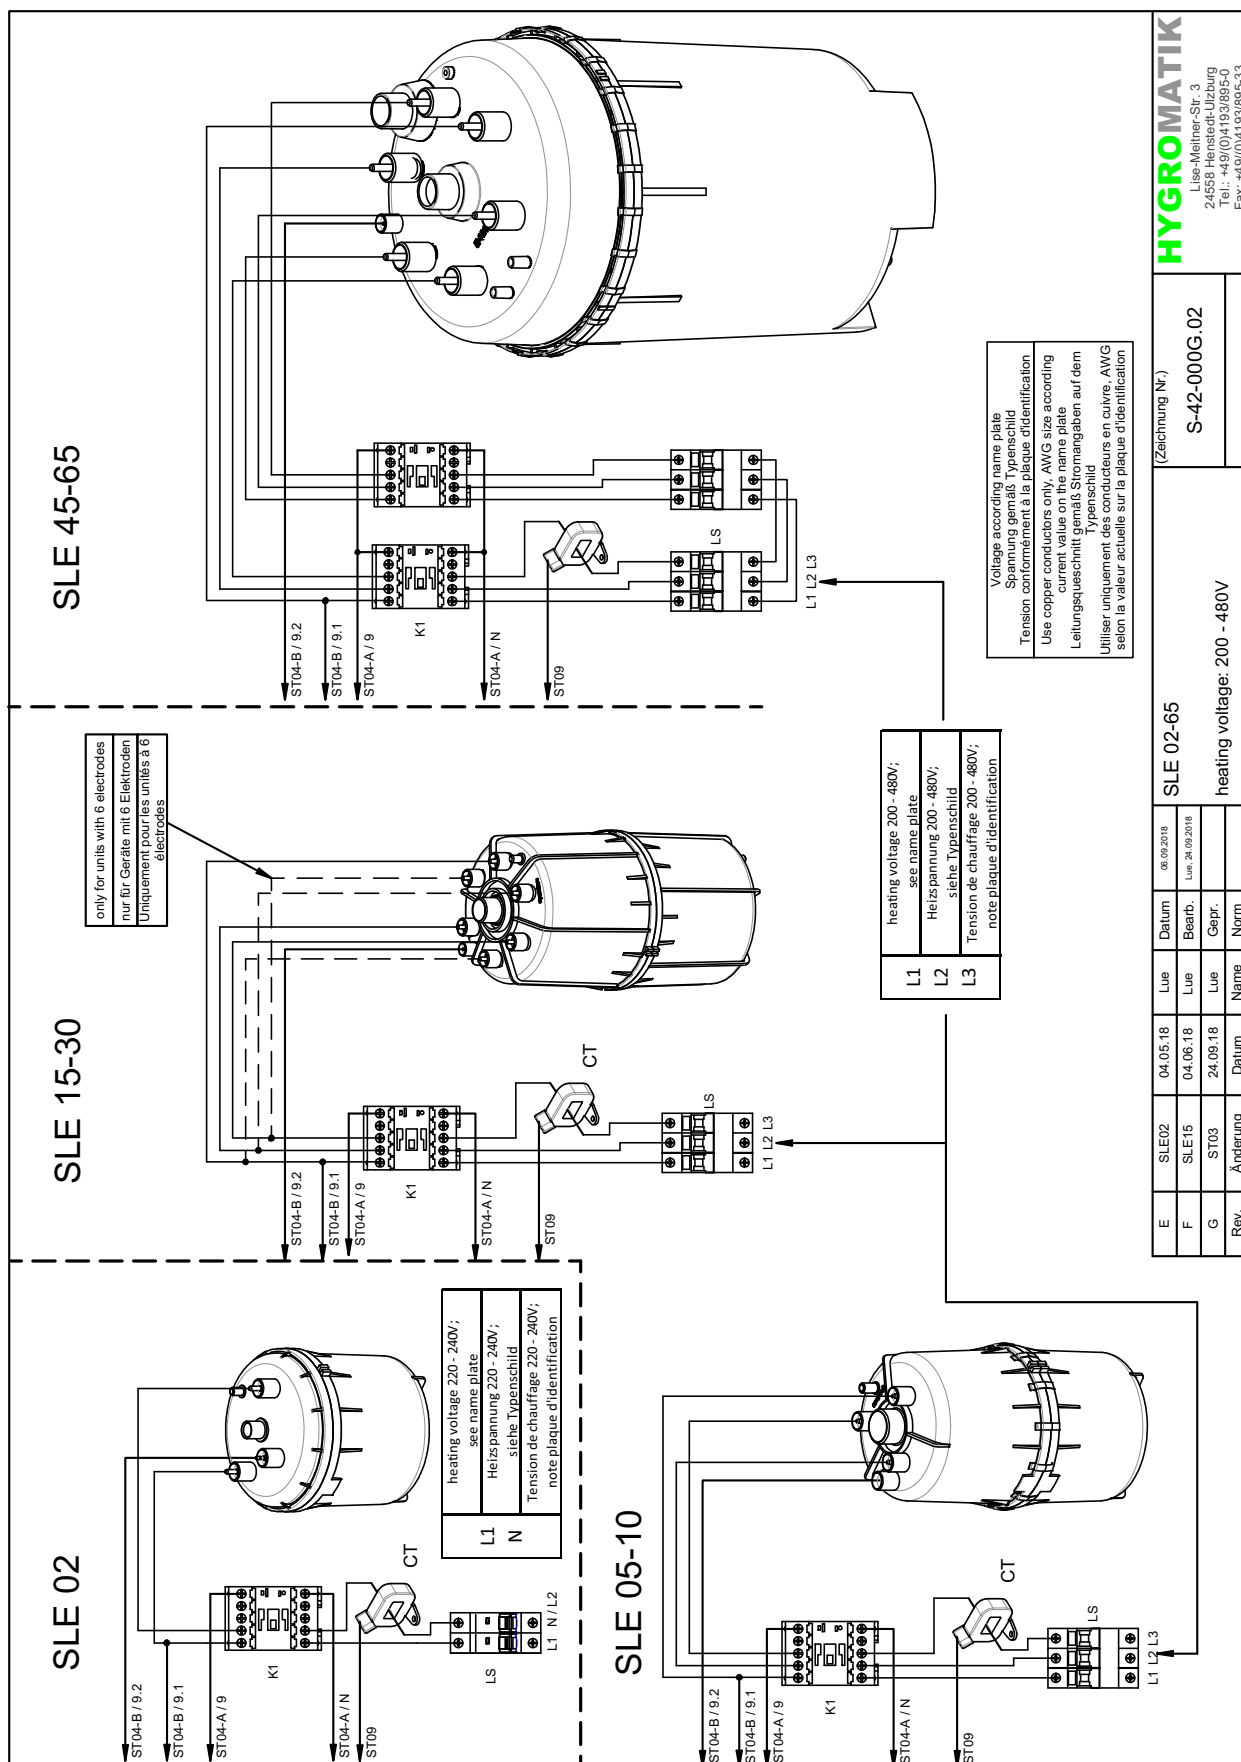 SLE 02
ST04-B / 9.2
ST04-B / 9.1
ST04-A / 9
ST04-A / N
ST09
K1
CT
LS
L1 N / L2
L1
N
heating voltage 220 - 240V;
see name plate
Heizspannung 220 - 240V;
siehe Typenschild
Tension de chauffage 220 - 240V;
note plaque d'identification
SLE 15-30
only for units with 6 electrodes
nur für Geräte mit 6 Elektroden
Uniquement pour les unités à 6
électrodes
ST04-B / 9.2
ST04-B / 9.1
ST04-A / 9
ST04-A / N
ST09
K1
CT
LS
L1 L2 L3
SLE 45-65
ST04-B / 9.2
ST04-B / 9.1
ST04-A / 9
ST04-A / N
ST09
K1
LS
L1 L2 L3
SLE 05-10
ST04-B / 9.2
ST04-B / 9.1
ST04-A / 9
ST04-A / N
ST09
K1
CT
LS
L1 L2 L3
L1
L2
L3
heating voltage 200 - 480V;
see name plate
Heizspannung 200 - 480V;
siehe Typenschild
Tension de chauffage 200 - 480V;
note plaque d'identification
Voltage according name plate
Spannung gemäß Typenschild
Tension conformément à la plaque d'identification
Use copper conductors only, AWG size according
current value on the name plate
Leitungsqueschnitt gemäß Stromangaben auf dem
Typenschild
Utiliser uniquement des conducteurs en cuivre, AWG
selon la valeur actuelle sur la plaque d'identification
E SLE02 04.05.18 Lue Datum 06.09.2018
F SLE15 04.06.18 Lue Bearb. Lue, 24.09.2018
G ST03 24.09.18 Lue Gepr.
Rev. Änderung Datum Name Norm
SLE 02-65
heating voltage: 200 - 480V
(Zeichnung Nr.)
S-42-000G.02
HYGROMATIK
Lise-Meitner-Str. 3
24558 Henstedt-Ulzburg
Tel.: +49/(0)4193/895-0
Fax: +49/(0)4193/895-33